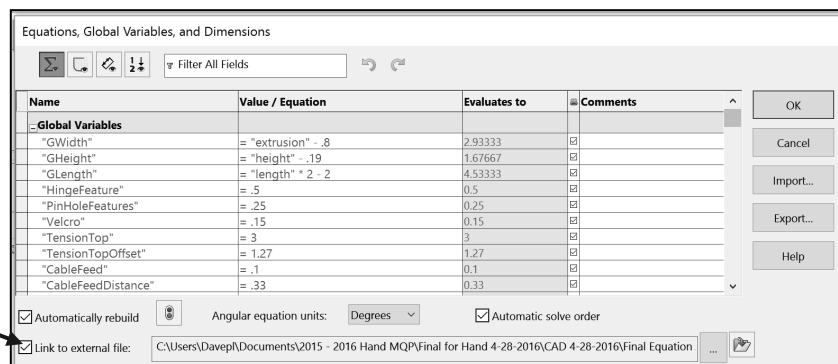 Equations, Global Variables, and Dimensions
Filter All Fields
Name Value / Equation Evaluates to Comments
Global Variables
"GWidth" = "extrusion" - .8 2.93333
"GHeight" = "height" - .19 1.67667
"GLength" = "length" * 2 - 2 4.53333
"HingeFeature" = .5 0.5
"PinHoleFeatures" = .25 0.25
"Velcro" = .15 0.15
"TensionTop" = 3 3
"TensionTopOffset" = 1.27 1.27
"CableFeed" = .1 0.1
"CableFeedDistance" = .33 0.33
OK
Cancel
Import...
Export...
Help
Automatically rebuild Angular equation units: Degrees Automatic solve order
Link to external file: C:\Users\Davepl\Documents\2015 - 2016 Hand MQP\Final for Hand 4-28-2016\CAD 4-28-2016\Final Equation ...